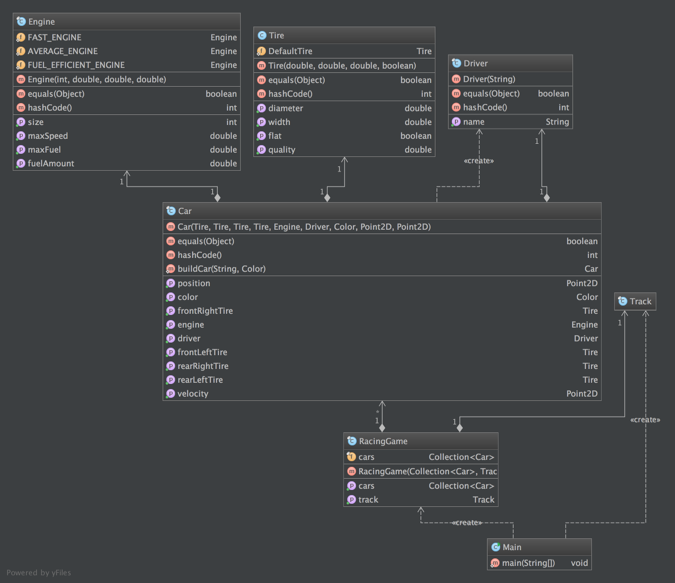 Engine
FAST_ENGINE Engine
AVERAGE_ENGINE Engine
FUEL_EFFICIENT_ENGINE Engine
Engine(int, double, double, double)
equals(Object) boolean
hashCode() int
size int
maxSpeed double
maxFuel double
fuelAmount double
Tire
DefaultTire Tire
Tire(double, double, double, boolean)
equals(Object) boolean
hashCode() int
diameter double
width double
flat boolean
quality double
Driver
Driver(String)
equals(Object) boolean
hashCode() int
name String
«create»
1
1
1
1
1
1
Car
Car(Tire, Tire, Tire, Tire, Engine, Driver, Color, Point2D, Point2D)
equals(Object) boolean
hashCode() int
buildCar(String, Color) Car
position Point2D
color Color
frontRightTire Tire
engine Engine
driver Driver
frontLeftTire Tire
rearRightTire Tire
rearLeftTire Tire
velocity Point2D
Track
1
*
1
1
«create»
RacingGame
cars Collection<Car>
RacingGame(Collection<Car>, Trac
cars Collection<Car>
track Track
«create»
Main
main(String[]) void
Powered by yFiles